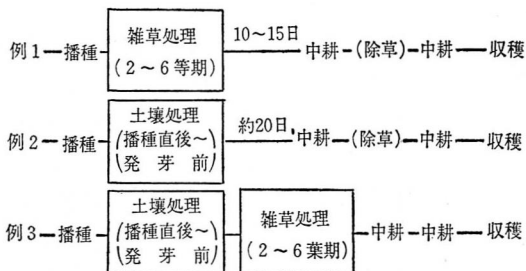 例1―播種―雑草処理(2～6等期)―10～15日―中耕―(除草)―中耕―収穫
例2―播種―土壌処理(播種直後～発芽前)―約20日―中耕―(除草)―中耕―収穫
例3―播種―土壌処理(播種直後～発芽前)―雑草処理(2～6葉期)―中耕―中耕―収穫